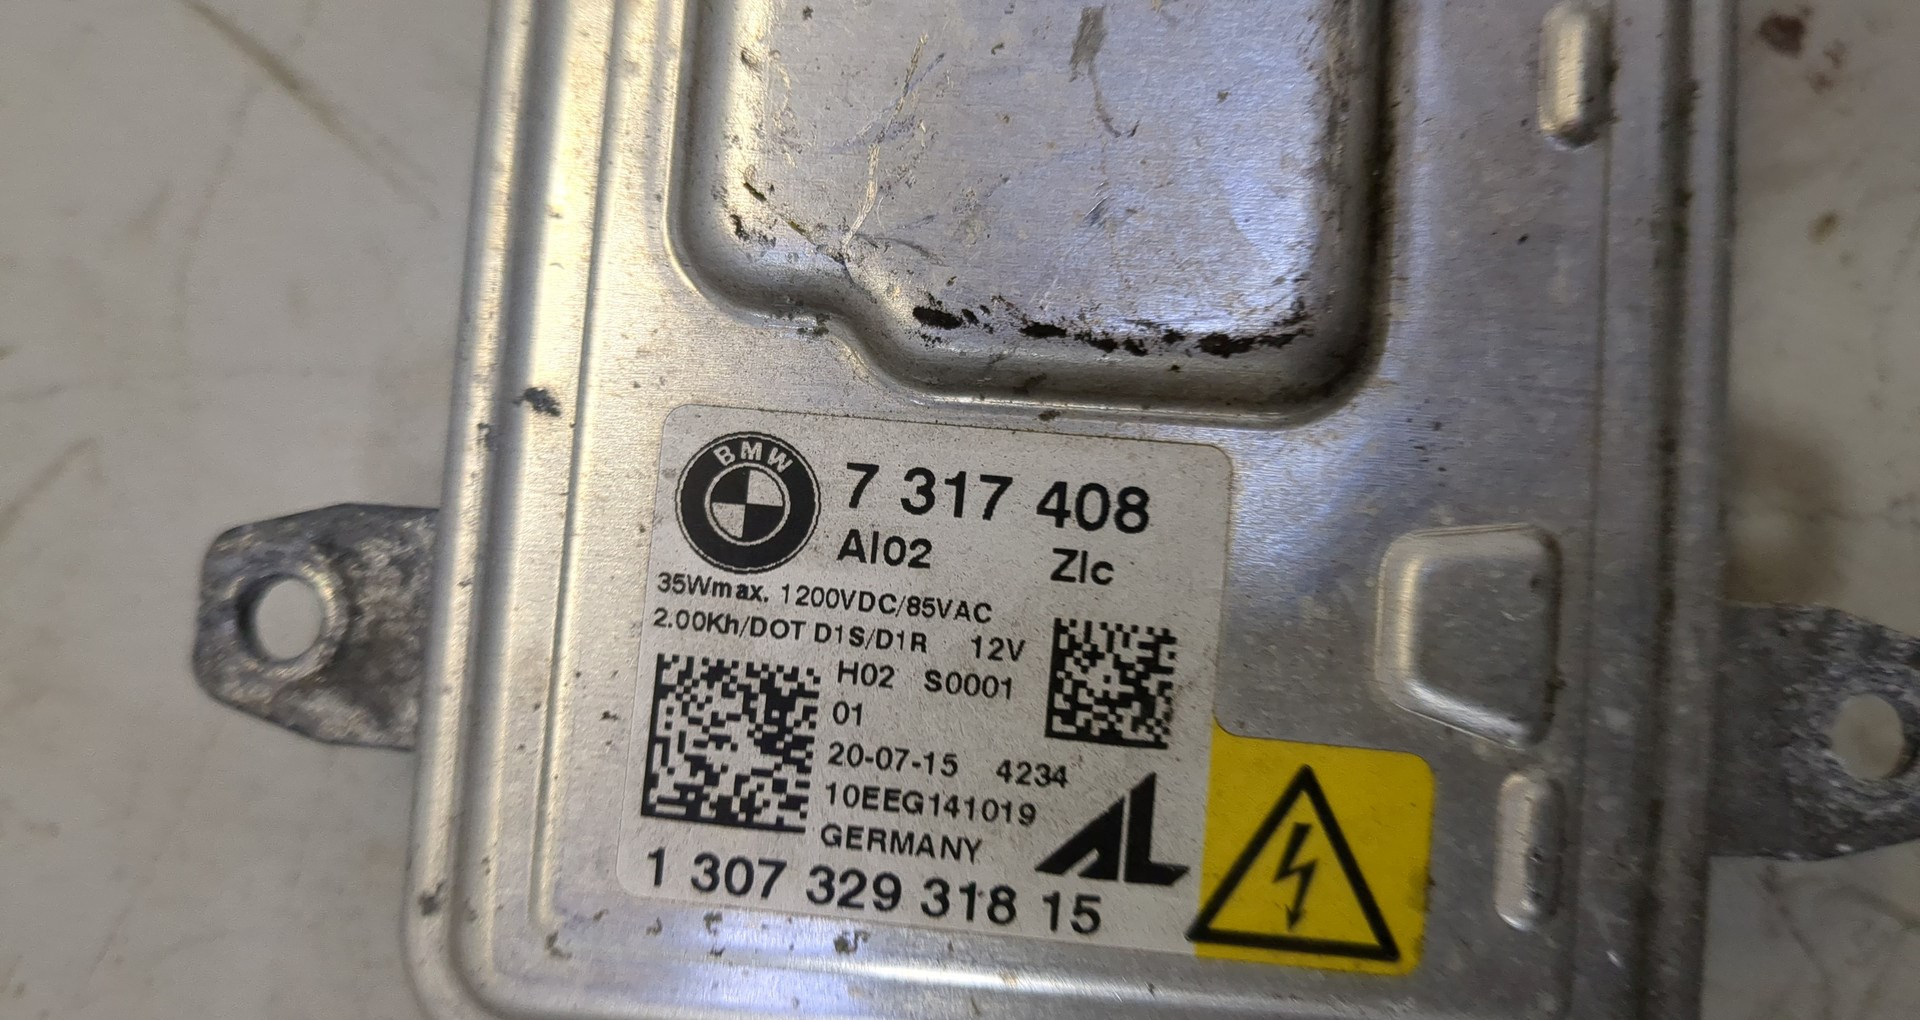 BMW
7 317 408
AI02 ZIc
35Wmax. 1200VDC/85VAC
2.00Kh/DOT D1S/D1R 12V
H02 S0001
01
20-07-15 4234
10EEG141019
GERMANY
AL
1 307 329 318 15